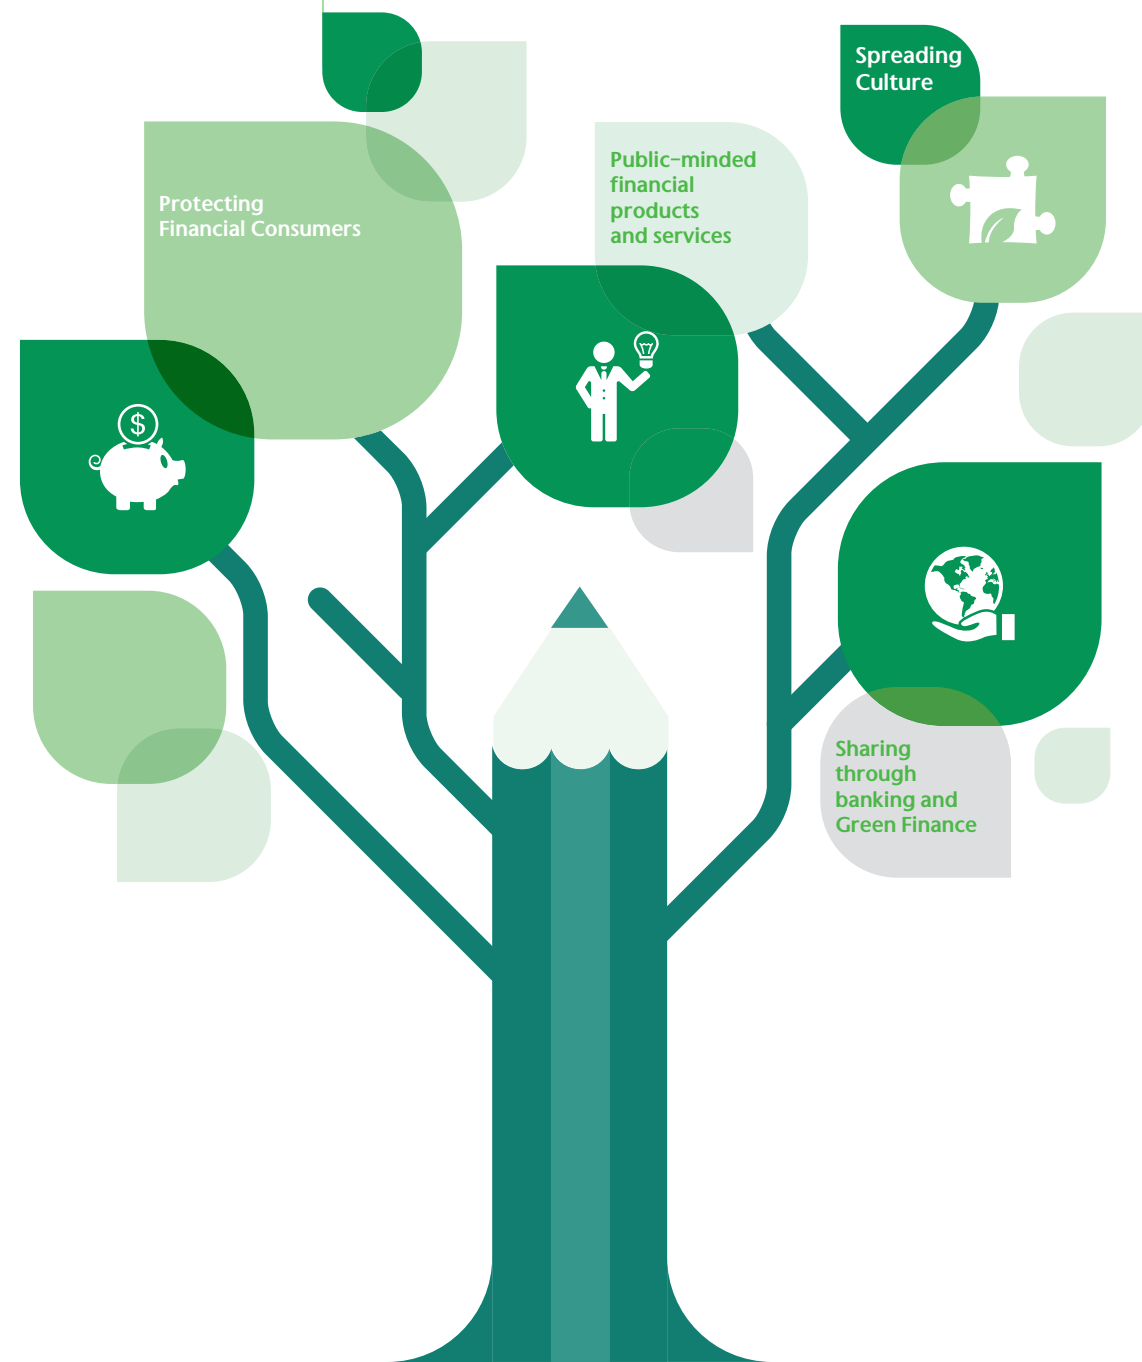 Spreading
Culture
Protecting
Financial Consumers
Public-minded
financial
products
and services
$
Sharing
through
banking and
Green Finance